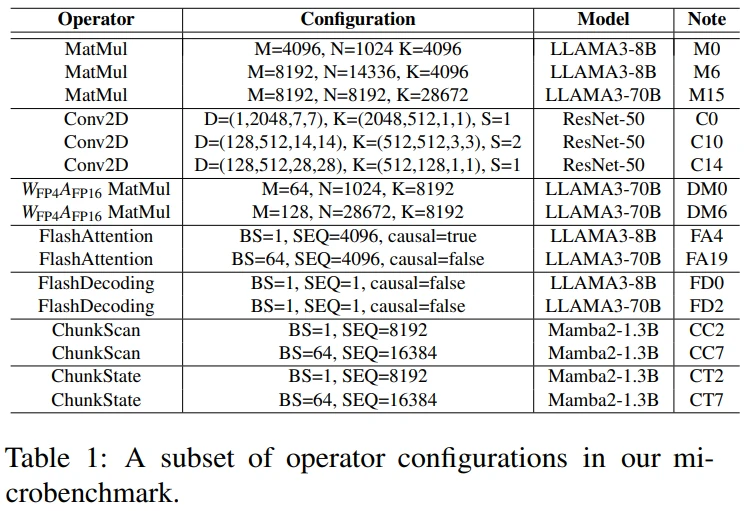 Operator Configuration Model Note
MatMul M=4096, N=1024 K=4096 LLAMA3-8B M0
MatMul M=8192, N=14336, K=4096 LLAMA3-8B M6
MatMul M=8192, N=8192, K=28672 LLAMA3-70B M15
Conv2D D=(1,2048,7,7), K=(2048,512,1,1), S=1 ResNet-50 C0
Conv2D D=(128,512,14,14), K=(512,512,3,3), S=2 ResNet-50 C10
Conv2D D=(128,512,28,28), K=(512,128,1,1), S=1 ResNet-50 C14
WFP4AFP16 MatMul M=64, N=1024, K=8192 LLAMA3-70B DM0
WFP4AFP16 MatMul M=128, N=28672, K=8192 LLAMA3-70B DM6
FlashAttention BS=1, SEQ=4096, causal=true LLAMA3-8B FA4
FlashAttention BS=64, SEQ=4096, causal=false LLAMA3-70B FA19
FlashDecoding BS=1, SEQ=1, causal=false LLAMA3-8B FD0
FlashDecoding BS=1, SEQ=1, causal=false LLAMA3-70B FD2
ChunkScan BS=1, SEQ=8192 Mamba2-1.3B CC2
ChunkScan BS=64, SEQ=16384 Mamba2-1.3B CC7
ChunkState BS=1, SEQ=8192 Mamba2-1.3B CT2
ChunkState BS=64, SEQ=16384 Mamba2-1.3B CT7
Table 1: A subset of operator configurations in our mi-
crobenchmark.